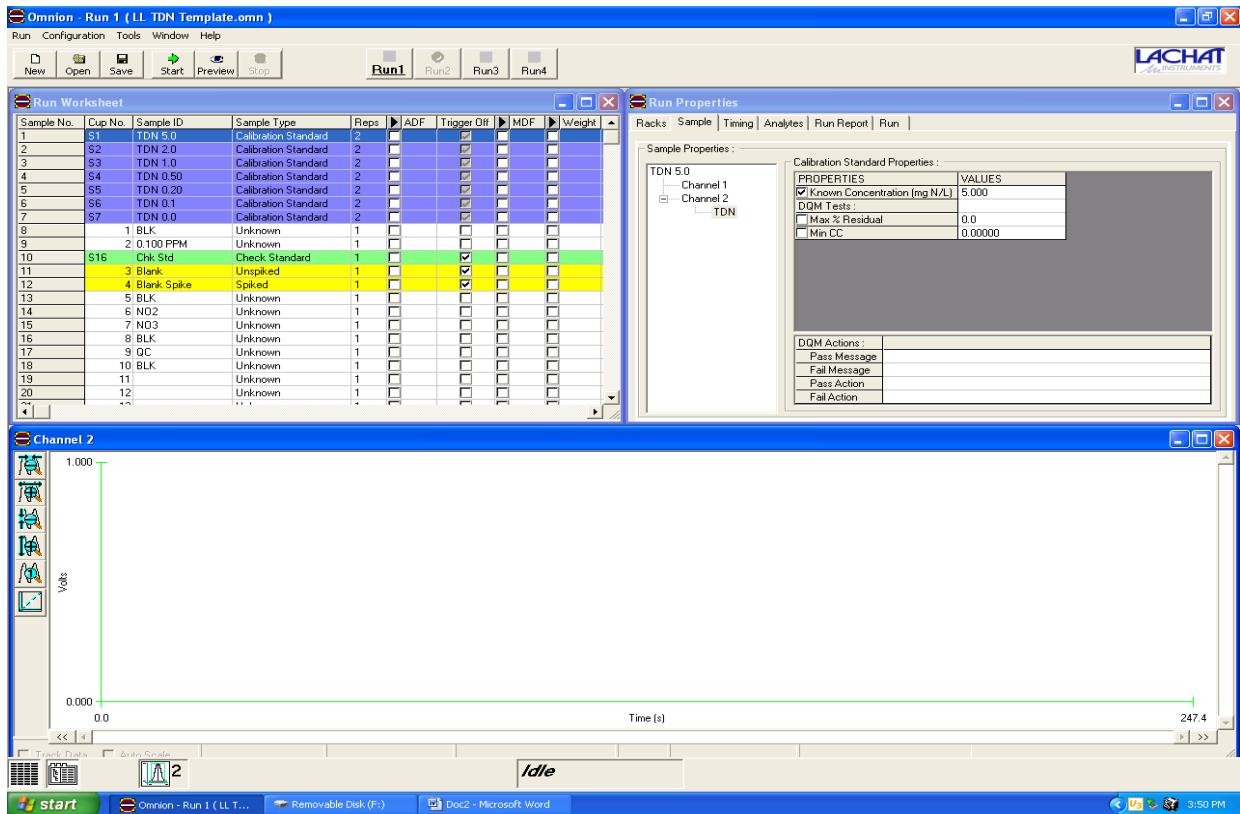 Omnion - Run 1 ( LL TDN Template.omn )
Run Configuration Tools Window Help
New Open Save Start Preview Stop Run1 Run2 Run3 Run4
LACHAT
INSTRUMENTS
Run Worksheet
Sample No. Cup No. Sample ID Sample Type Reps ADF Trigger Off MDF Weight
1 S1 TDN 5.0 Calibration Standard 2
2 S2 TDN 2.0 Calibration Standard 2
3 S3 TDN 1.0 Calibration Standard 2
4 S4 TDN 0.50 Calibration Standard 2
5 S5 TDN 0.20 Calibration Standard 2
6 S6 TDN 0.1 Calibration Standard 2
7 S7 TDN 0.0 Calibration Standard 2
8 1 BLK Unknown 1
9 2 0.100 PPM Unknown 1
10 S16 Chk Std Check Standard 1
11 3 Blank Unspiked 1
12 4 Blank Spike Spiked 1
13 5 BLK Unknown 1
14 6 NO2 Unknown 1
15 7 NO3 Unknown 1
16 8 BLK Unknown 1
17 9 QC Unknown 1
18 10 BLK Unknown 1
19 11 Unknown 1
20 12 Unknown 1
Run Properties
Racks Sample Timing Analytes Run Report Run
Sample Properties :
TDN 5.0
Channel 1
Channel 2
TDN
Calibration Standard Properties :
PROPERTIES VALUES
Known Concentration (mg N/L) 5.000
DQM Tests :
Max % Residual 0.0
Min CC 0.00000
DQM Actions :
Pass Message
Fail Message
Pass Action
Fail Action
Channel 2
1.000
Volts
0.000
0.0 Time (s) 247.4
<< >>
Track Data Auto Scale
2 Idle
start Omnion - Run 1 ( LL T... Removable Disk (F:) Doc2 - Microsoft Word 3:50 PM